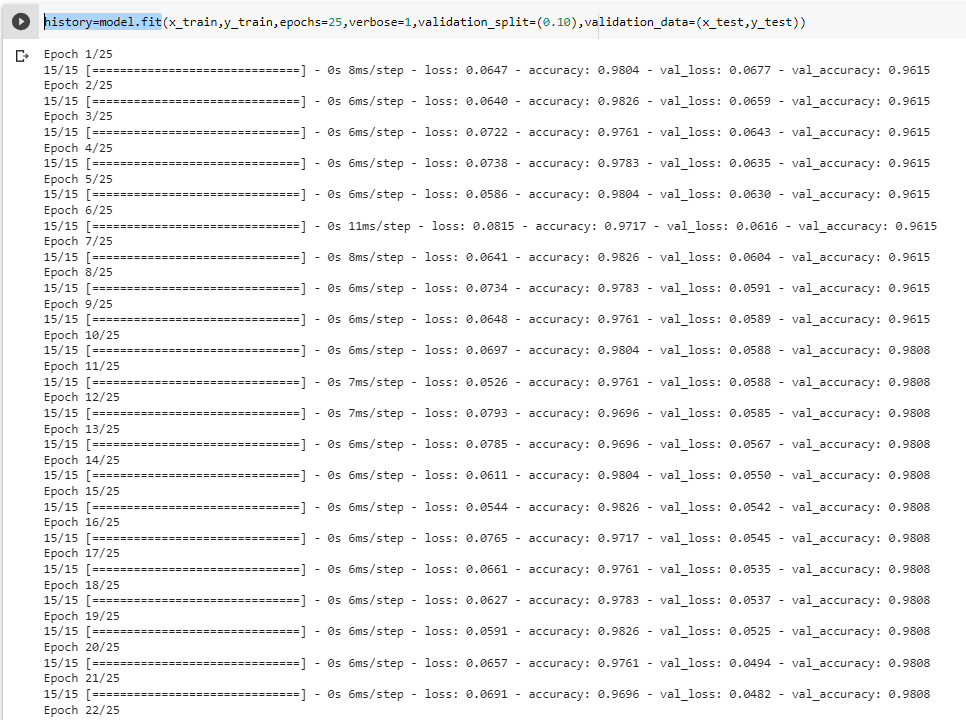 history=model.fit(x_train,y_train,epochs=25,verbose=1,validation_split=(0.10),validation_data=(x_test,y_test))
Epoch 1/25
15/15 [==============================] - 0s 8ms/step - loss: 0.0647 - accuracy: 0.9804 - val_loss: 0.0677 - val_accuracy: 0.9615
Epoch 2/25
15/15 [==============================] - 0s 6ms/step - loss: 0.0640 - accuracy: 0.9826 - val_loss: 0.0659 - val_accuracy: 0.9615
Epoch 3/25
15/15 [==============================] - 0s 6ms/step - loss: 0.0722 - accuracy: 0.9761 - val_loss: 0.0643 - val_accuracy: 0.9615
Epoch 4/25
15/15 [==============================] - 0s 6ms/step - loss: 0.0738 - accuracy: 0.9783 - val_loss: 0.0635 - val_accuracy: 0.9615
Epoch 5/25
15/15 [==============================] - 0s 6ms/step - loss: 0.0586 - accuracy: 0.9804 - val_loss: 0.0630 - val_accuracy: 0.9615
Epoch 6/25
15/15 [==============================] - 0s 11ms/step - loss: 0.0815 - accuracy: 0.9717 - val_loss: 0.0616 - val_accuracy: 0.9615
Epoch 7/25
15/15 [==============================] - 0s 8ms/step - loss: 0.0641 - accuracy: 0.9826 - val_loss: 0.0604 - val_accuracy: 0.9615
Epoch 8/25
15/15 [==============================] - 0s 6ms/step - loss: 0.0734 - accuracy: 0.9783 - val_loss: 0.0591 - val_accuracy: 0.9615
Epoch 9/25
15/15 [==============================] - 0s 6ms/step - loss: 0.0648 - accuracy: 0.9761 - val_loss: 0.0589 - val_accuracy: 0.9615
Epoch 10/25
15/15 [==============================] - 0s 6ms/step - loss: 0.0697 - accuracy: 0.9804 - val_loss: 0.0588 - val_accuracy: 0.9808
Epoch 11/25
15/15 [==============================] - 0s 7ms/step - loss: 0.0526 - accuracy: 0.9761 - val_loss: 0.0588 - val_accuracy: 0.9808
Epoch 12/25
15/15 [==============================] - 0s 7ms/step - loss: 0.0793 - accuracy: 0.9696 - val_loss: 0.0585 - val_accuracy: 0.9808
Epoch 13/25
15/15 [==============================] - 0s 6ms/step - loss: 0.0785 - accuracy: 0.9696 - val_loss: 0.0567 - val_accuracy: 0.9808
Epoch 14/25
15/15 [==============================] - 0s 6ms/step - loss: 0.0611 - accuracy: 0.9804 - val_loss: 0.0550 - val_accuracy: 0.9808
Epoch 15/25
15/15 [==============================] - 0s 6ms/step - loss: 0.0544 - accuracy: 0.9826 - val_loss: 0.0542 - val_accuracy: 0.9808
Epoch 16/25
15/15 [==============================] - 0s 6ms/step - loss: 0.0765 - accuracy: 0.9717 - val_loss: 0.0545 - val_accuracy: 0.9808
Epoch 17/25
15/15 [==============================] - 0s 6ms/step - loss: 0.0661 - accuracy: 0.9761 - val_loss: 0.0535 - val_accuracy: 0.9808
Epoch 18/25
15/15 [==============================] - 0s 6ms/step - loss: 0.0627 - accuracy: 0.9783 - val_loss: 0.0537 - val_accuracy: 0.9808
Epoch 19/25
15/15 [==============================] - 0s 6ms/step - loss: 0.0591 - accuracy: 0.9826 - val_loss: 0.0525 - val_accuracy: 0.9808
Epoch 20/25
15/15 [==============================] - 0s 6ms/step - loss: 0.0657 - accuracy: 0.9761 - val_loss: 0.0494 - val_accuracy: 0.9808
Epoch 21/25
15/15 [==============================] - 0s 6ms/step - loss: 0.0691 - accuracy: 0.9696 - val_loss: 0.0482 - val_accuracy: 0.9808
Epoch 22/25